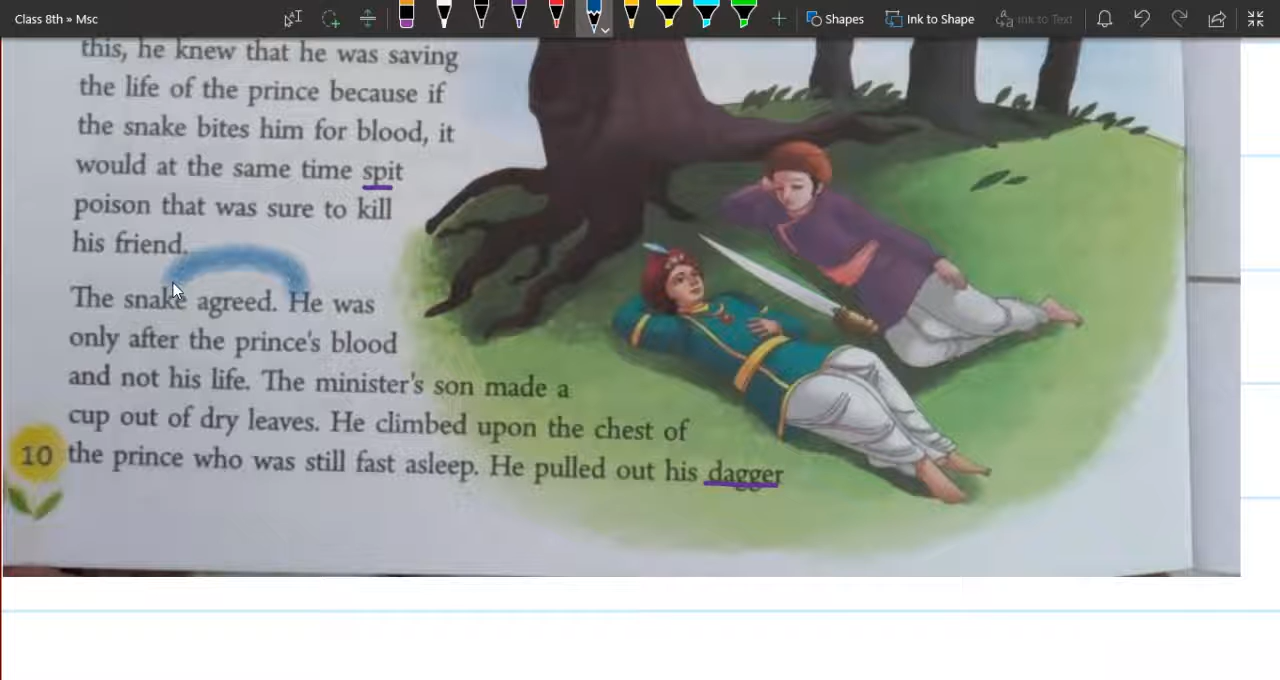 Class 8th » Msc
Shapes
Ink to Shape
Ink to Text
this, he knew that he was saving
the life of the prince because if
the snake bites him for blood, it
would at the same time spit
poison that was sure to kill
his friend.
The snake agreed. He was
only after the prince's blood
and not his life. The minister's son made a
cup out of dry leaves. He climbed upon the chest of
the prince who was still fast asleep. He pulled out his dagger
10